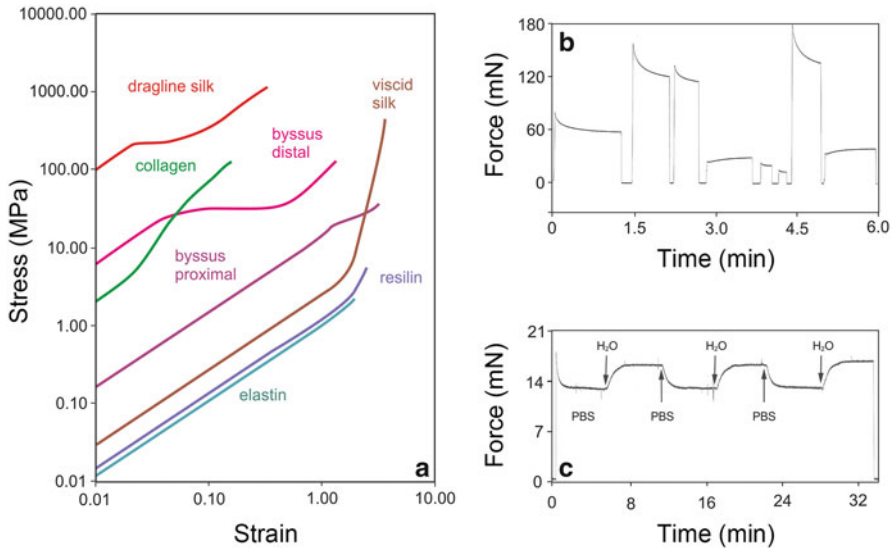 10000.00
1000.00
100.00
10.00
1.00
0.10
0.01
Stress (MPa)
dragline silk
collagen
byssus
distal
viscid
silk
byssus
proximal
resilin
elastin
a
0.01 0.10 1.00 10.00
Strain
b
180
120
60
0
Force (mN)
0 1.5 3.0 4.5 6.0
Time (min)
21
14
7
0
Force (mN)
H₂O H₂O H₂O
PBS PBS PBS
c
0 8 16 24 32
Time (min)